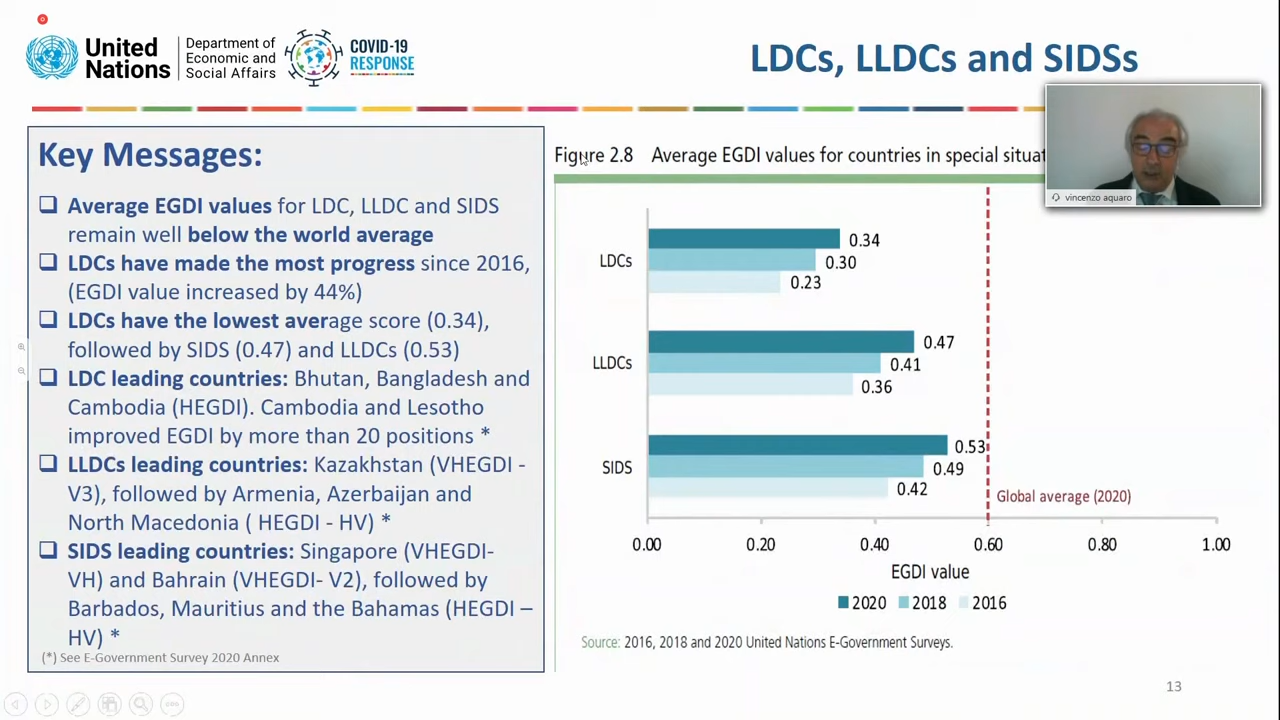 United Nations
Department of Economic and Social Affairs
COVID-19 RESPONSE
LDCs, LLDCs and SIDSs
Key Messages:
❑ Average EGDI values for LDC, LLDC and SIDS
remain well below the world average
❑ LDCs have made the most progress since 2016,
(EGDI value increased by 44%)
❑ LDCs have the lowest average score (0.34),
followed by SIDS (0.47) and LLDCs (0.53)
❑ LDC leading countries: Bhutan, Bangladesh and
Cambodia (HEGDI). Cambodia and Lesotho
improved EGDI by more than 20 positions *
❑ LLDCs leading countries: Kazakhstan (VHEGDI -
V3), followed by Armenia, Azerbaijan and
North Macedonia ( HEGDI - HV) *
❑ SIDS leading countries: Singapore (VHEGDI-
VH) and Bahrain (VHEGDI- V2), followed by
Barbados, Mauritius and the Bahamas (HEGDI –
HV) *
(*) See E-Government Survey 2020 Annex
Figure 2.8 Average EGDI values for countries in special
vincenzo aquaro
LDCs
0.34
0.30
0.23
LLDCs
0.47
0.41
0.36
SIDS
0.53
0.49
0.42
Global average (2020)
0.00 0.20 0.40 0.60 0.80 1.00
EGDI value
2020 2018 2016
Source: 2016, 2018 and 2020 United Nations E-Government Surveys.
13